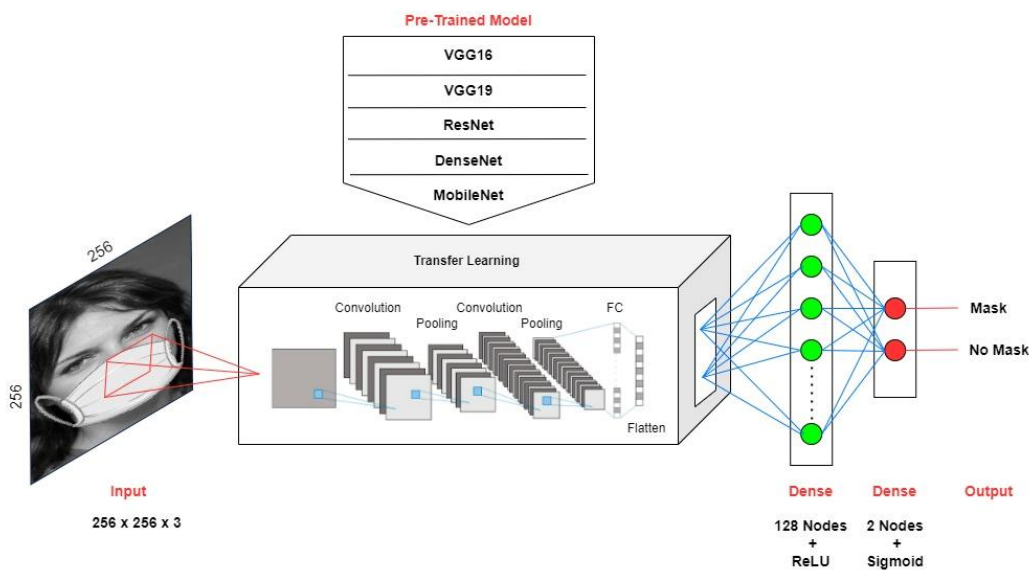 Pre-Trained Model
VGG16
VGG19
ResNet
DenseNet
MobileNet
256
256
Transfer Learning
Convolution
Pooling
Convolution
Pooling
FC
Flatten
Mask
No Mask
Input
256 x 256 x 3
Dense
128 Nodes
+
ReLU
Dense
2 Nodes
+
Sigmoid
Output